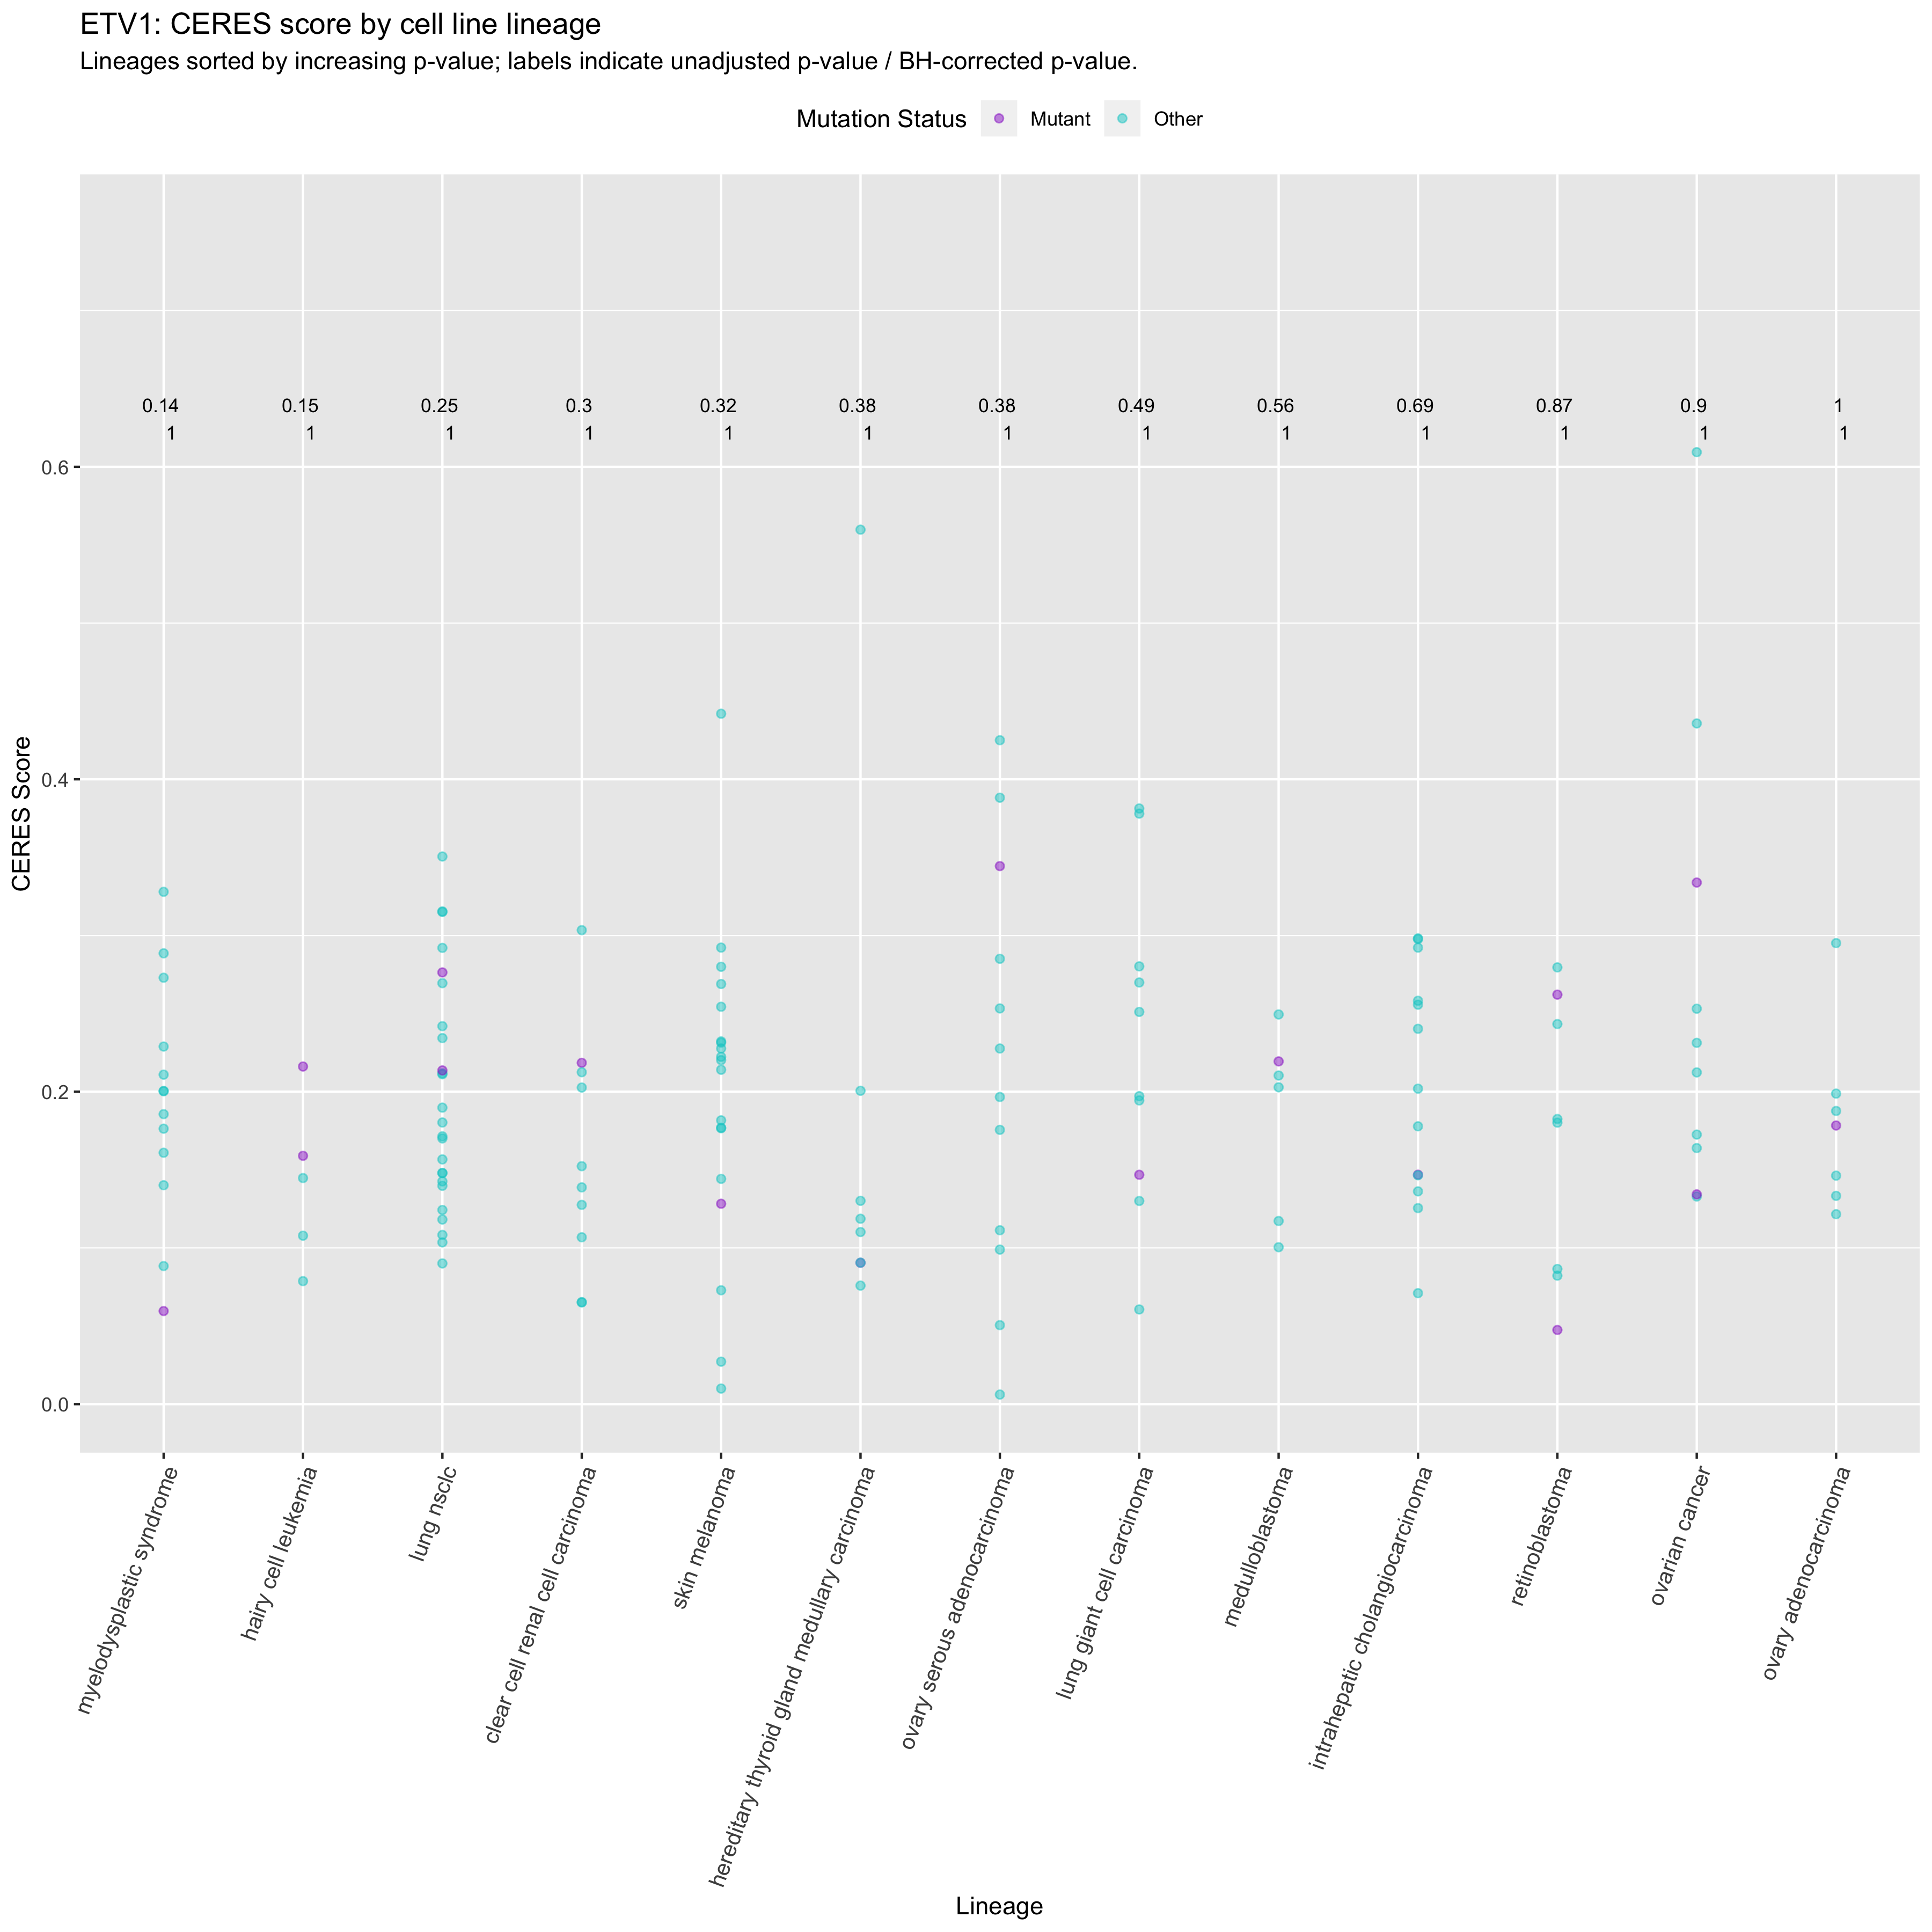 ETV1: CERES score by cell line lineage
Lineages sorted by increasing p-value; labels indicate unadjusted p-value / BH-corrected p-value.
Mutation Status Mutant Other
0.14 0.15 0.25 0.3 0.32 0.38 0.38 0.49 0.56 0.69 0.87 0.9 1
1 1 1 1 1 1 1 1 1 1 1 1 1
0.6
0.4
0.2
0.0
CERES Score
myelodysplastic syndrome
hairy cell leukemia
lung nsclc
clear cell renal cell carcinoma
skin melanoma
hereditary thyroid gland medullary carcinoma
ovary serous adenocarcinoma
lung giant cell carcinoma
medulloblastoma
intrahepatic cholangiocarcinoma
retinoblastoma
ovarian cancer
ovary adenocarcinoma
Lineage